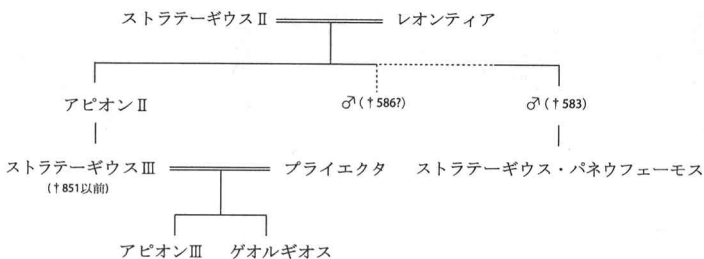 ストラテーギウスⅡ レオンティア
アピオンⅡ ♂(†586?) ♂(†583)
ストラテーギウスⅢ プライエクタ ストラテーギウス・パネウフェーモス
(†851以前)
アピオンⅢ ゲオルギオス